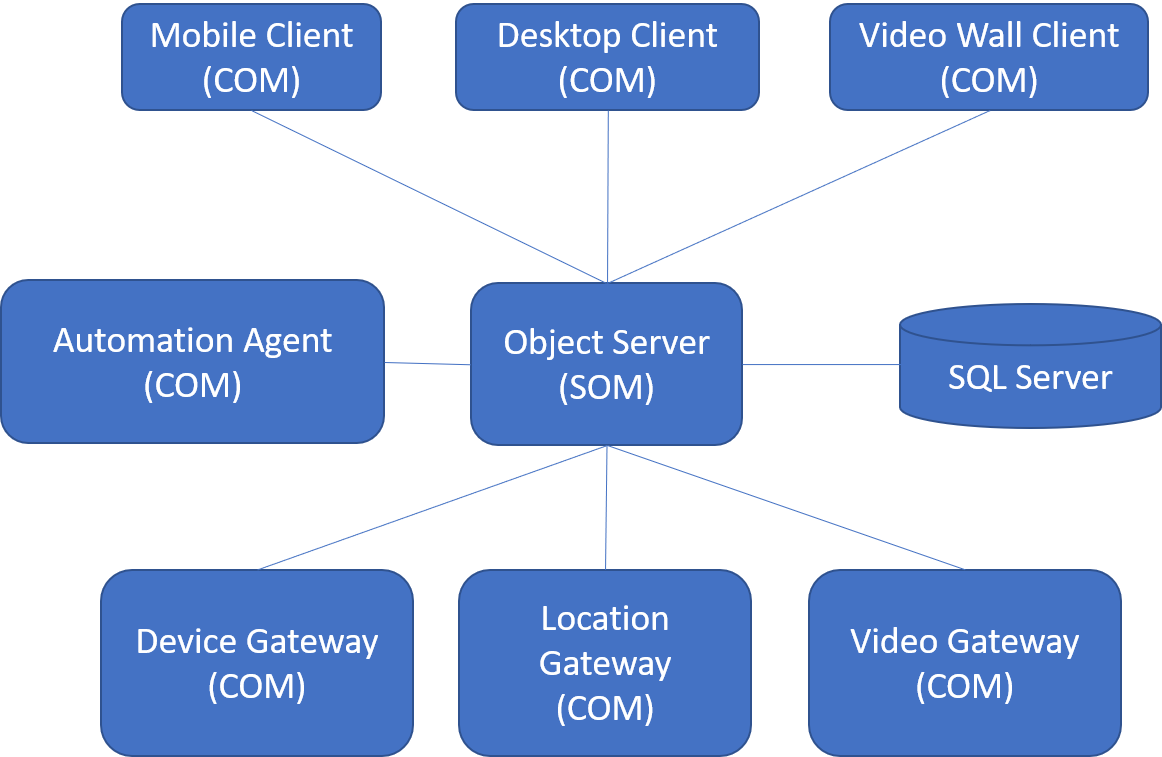 Mobile Client
(COM)
Desktop Client
(COM)
Video Wall Client
(COM)
Automation Agent
(COM)
Object Server
(SOM)
SQL Server
Device Gateway
(COM)
Location
Gateway
(COM)
Video Gateway
(COM)